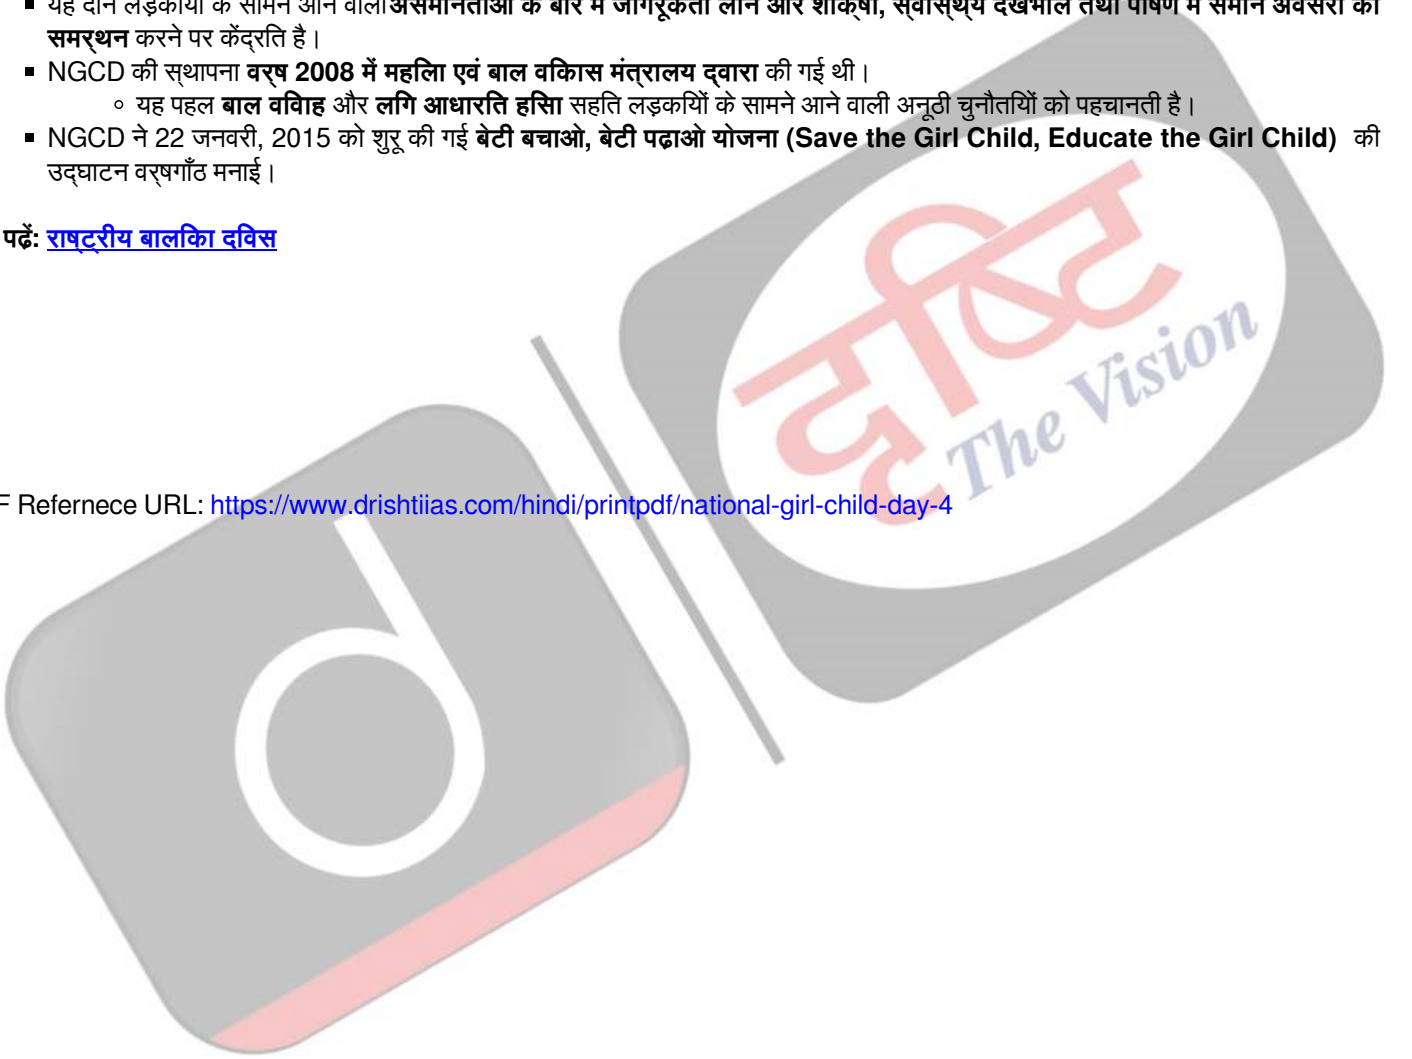 यह दिन लड़कियों के सामने आने वाली असमानताओं के बारे में जागरूकता लाने और शिक्षा, स्वास्थ्य देखभाल तथा पोषण में समान अवसरों का
समर्थन करने पर केंद्रित है।
NGCD की स्थापना वर्ष 2008 में महिला एवं बाल विकास मंत्रालय द्वारा की गई थी।
यह पहल बाल विवाह और लिंग आधारित हिंसा सहित लड़कियों के सामने आने वाली अनूठी चुनौतियों को पहचानती है।
NGCD ने 22 जनवरी, 2015 को शुरू की गई बेटी बचाओ, बेटी पढ़ाओ योजना (Save the Girl Child, Educate the Girl Child) की
उद्घाटन वर्षगाँठ मनाई।
पढ़ें: राष्ट्रीय बालिका दिवस
दृष्टि
The Vision
F Refernece URL: https://www.drishtiias.com/hindi/printpdf/national-girl-child-day-4
d